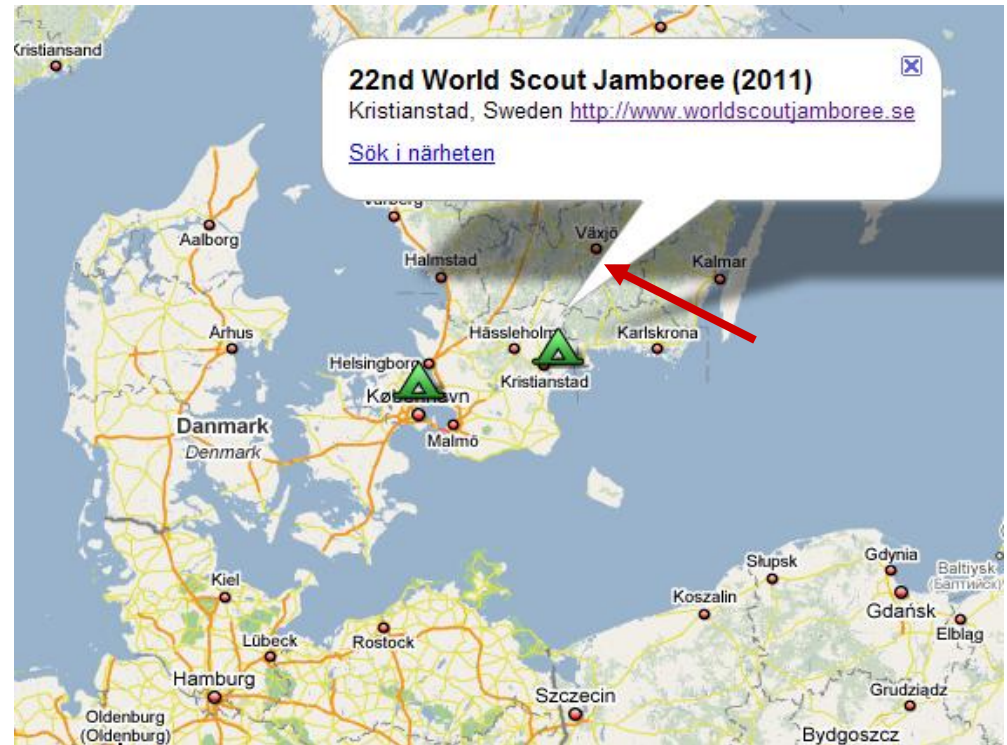 Kristiansand
22nd World Scout Jamboree (2011)
Kristianstad, Sweden http://www.worldscoutjamboree.se
Sök i närheten
Varberg
Växjö
Aalborg
Halmstad
Kalmar
Århus
Hässleholm
Karlskrona
Helsingborg
Kristianstad
København
Danmark
Malmö
Denmark
Słupsk
Gdynia
Baltiysk
(Балтийск)
Kiel
Koszalin
Gdańsk
Elbląg
Lübeck
Rostock
Hamburg
Szczecin
Grudziądz
Oldenburg
(Oldenburg)
Bydgoszcz